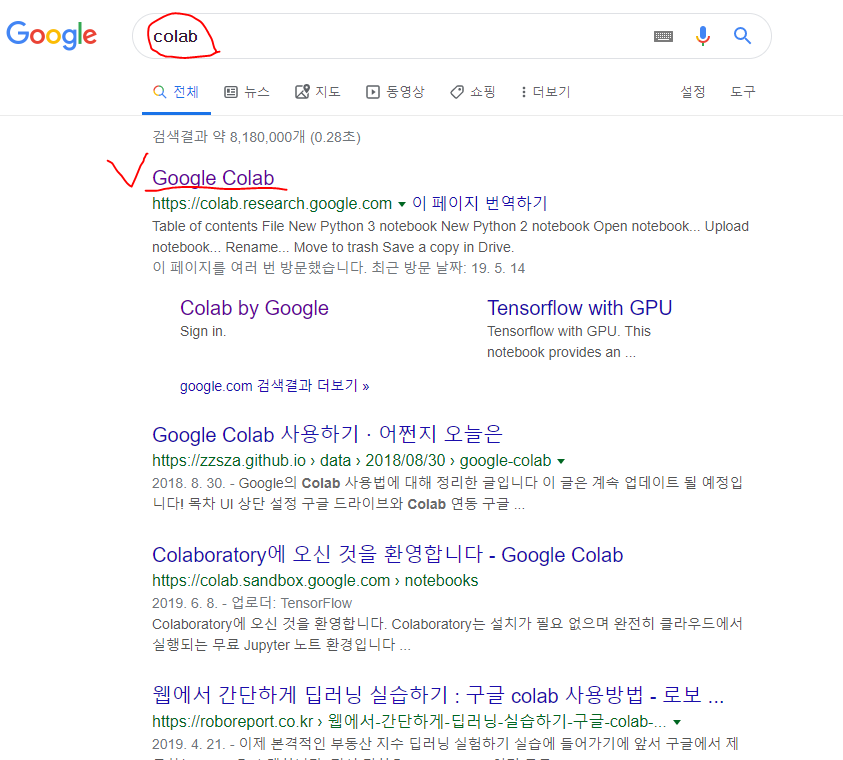 Google
colab
전체 뉴스 지도 동영상 쇼핑 더보기 설정 도구
검색결과 약 8,180,000개 (0.28초)
Google Colab
https://colab.research.google.com 이 페이지 번역하기
Table of contents File New Python 3 notebook New Python 2 notebook Open notebook... Upload
notebook... Rename... Move to trash Save a copy in Drive.
이 페이지를 여러 번 방문했습니다. 최근 방문 날짜: 19. 5. 14
Colab by Google
Sign in.
Tensorflow with GPU
Tensorflow with GPU. This
notebook provides an ...
google.com 검색결과 더보기 »
Google Colab 사용하기 · 어쩐지 오늘은
https://zzsza.github.io › data › 2018/08/30 › google-colab
2018. 8. 30. - Google의 Colab 사용법에 대해 정리한 글입니다 이 글은 계속 업데이트 될 예정입
니다! 목차 UI 상단 설정 구글 드라이브와 Colab 연동 구글 ...
Colaboratory에 오신 것을 환영합니다 - Google Colab
https://colab.sandbox.google.com › notebooks
2019. 6. 8. - 업로더: TensorFlow
Colaboratory에 오신 것을 환영합니다. Colaboratory는 설치가 필요 없으며 완전히 클라우드에서
실행되는 무료 Jupyter 노트 환경입니다 ...
웹에서 간단하게 딥러닝 실습하기 : 구글 colab 사용방법 - 로보 ...
https://roboreport.co.kr › 웹에서-간단하게-딥러닝-실습하기-구글-colab-...
2019. 4. 21. - 이제 본격적인 부동산 지수 딥러닝 실험하기 실습에 들어가기에 앞서 구글에서 제